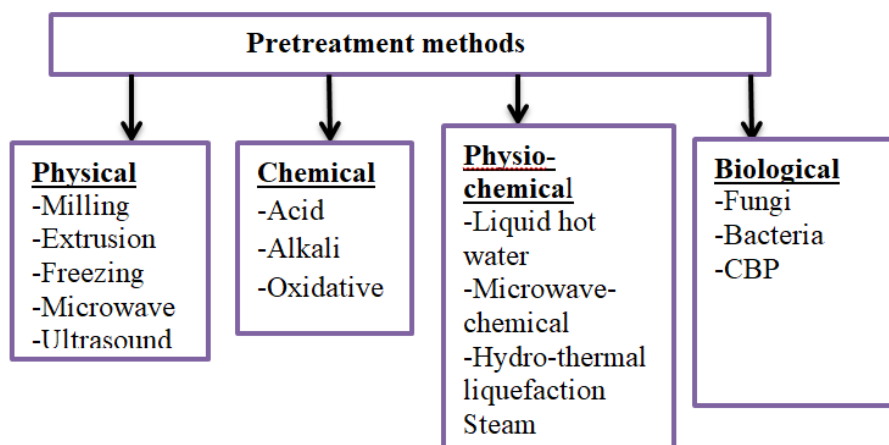 Pretreatment methods
Physical
-Milling
-Extrusion
-Freezing
-Microwave
-Ultrasound
Chemical
-Acid
-Alkali
-Oxidative
Physio-
chemical
-Liquid hot
water
-Microwave-
chemical
-Hydro-thermal
liquefaction
Steam
Biological
-Fungi
-Bacteria
-CBP